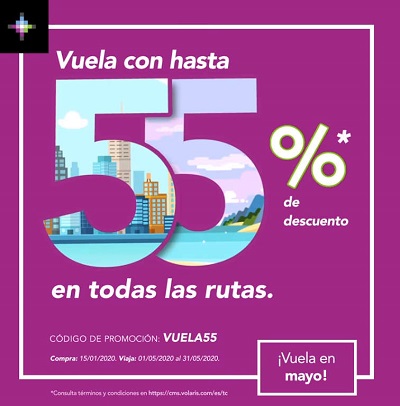 Vuela con hasta
55%*
de
descuento
en todas las rutas.
CÓDIGO DE PROMOCIÓN: VUELA55
Compra: 15/01/2020. Viaja: 01/05/2020 al 31/05/2020.
¡Vuela en
mayo!
*Consulta términos y condiciones en https://cms.volaris.com/es/tc